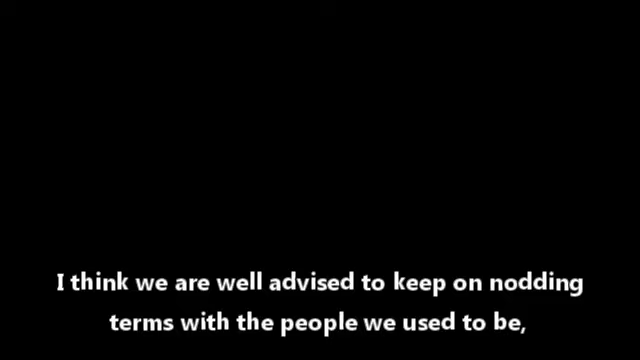 I think we are well advised to keep on nodding
terms with the people we used to be,